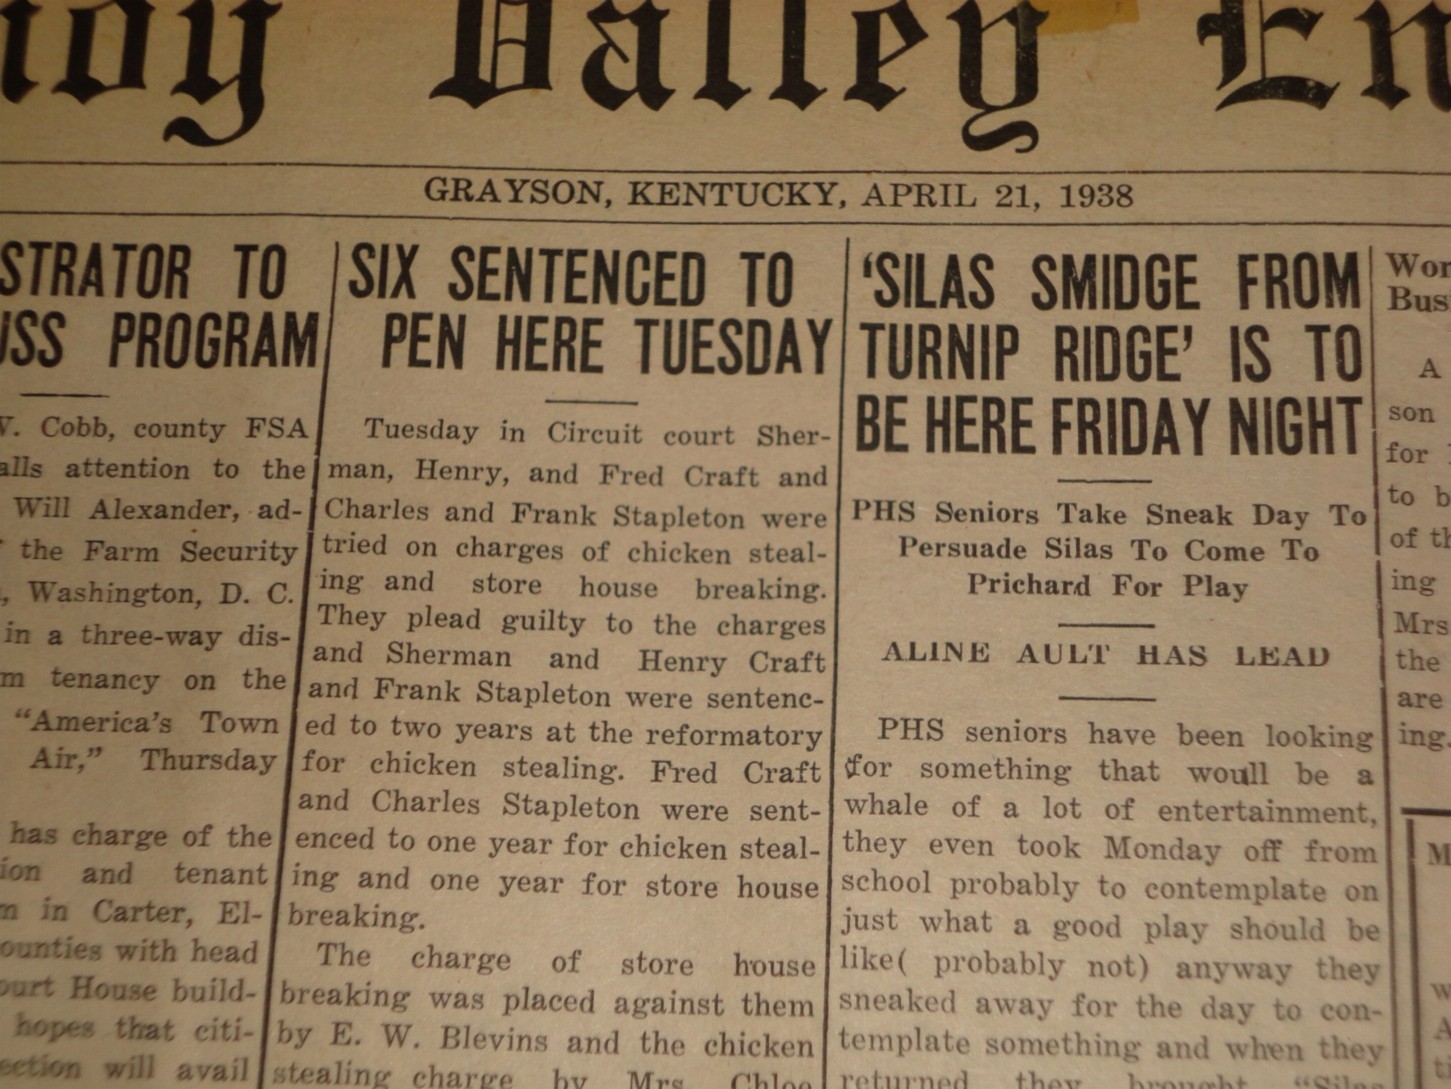 Valley
GRAYSON, KENTUCKY, APRIL 21, 1938
STRATOR TO
USS PROGRAM
V. Cobb, county FSA
alls attention to the
Will Alexander, ad-
the Farm Security
, Washington, D. C.
in a three-way dis-
m tenancy on the
"America's Town
Air," Thursday
has charge of the
ion and tenant
m in Carter, El-
ounties with head
ourt House build-
hopes that citi-
ection will avail
SIX SENTENCED TO
PEN HERE TUESDAY
Tuesday in Circuit court Sher-
man, Henry, and Fred Craft and
Charles and Frank Stapleton were
tried on charges of chicken steal-
ing and store house breaking.
They plead guilty to the charges
and Sherman and Henry Craft
and Frank Stapleton were sentenc-
ed to two years at the reformatory
for chicken stealing. Fred Craft
and Charles Stapleton were sent-
enced to one year for chicken steal-
ing and one year for store house
breaking.
The charge of store house
breaking was placed against them
by E. W. Blevins and the chicken
stealing charge by Mrs. Chloe
'SILAS SMIDGE FROM
TURNIP RIDGE' IS TO
BE HERE FRIDAY NIGHT
PHS Seniors Take Sneak Day To
Persuade Silas To Come To
Prichard For Play
ALINE AULT HAS LEAD
PHS seniors have been looking
for something that woull be a
whale of a lot of entertainment,
they even took Monday off from
school probably to contemplate on
just what a good play should be
like( probably not) anyway they
sneaked away for the day to con-
template something and when they
returned they brought "Sil
Wor
Bus
A
son
for
to b
of th
ing
Mrs
the
are
ing.
M
w
A
t